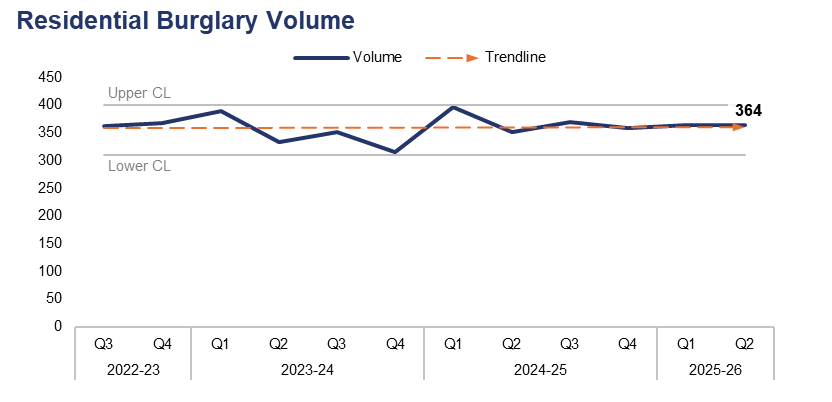 Residential Burglary Volume
Volume Trendline
450
Upper CL
400
364
350
300
Lower CL
250
200
150
100
50
0
Q3 Q4 Q1 Q2 Q3 Q4 Q1 Q2 Q3 Q4 Q1 Q2
2022-23 2023-24 2024-25 2025-26